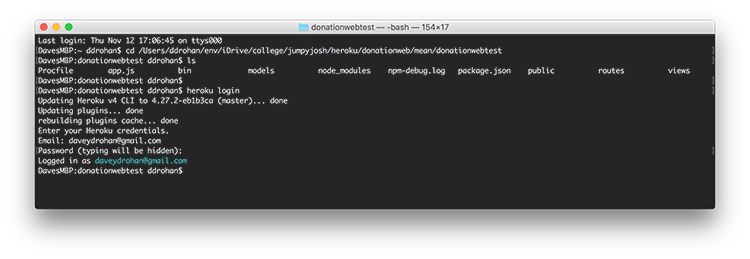 donationwebtest — -bash — 154×17
Last login: Thu Nov 12 17:06:45 on ttys000
DavesMBP:~ ddrohan$ cd /Users/ddrohan/env/iDrive/college/jumpyjosh/heroku/donationweb/mean/donationwebtest
[DavesMBP:donationwebtest ddrohan$ ls ]
Procfile app.js bin models node_modules npm-debug.log package.json public routes views
[DavesMBP:donationwebtest ddrohan$ ]
[DavesMBP:donationwebtest ddrohan$ heroku login ]
Updating Heroku v4 CLI to 4.27.2-eb1b3ca (master)... done
Updating plugins... done
rebuilding plugins cache... done
Enter your Heroku credentials.
Email: daveydrohan@gmail.com
[Password (typing will be hidden): ]
Logged in as daveydrohan@gmail.com
DavesMBP:donationwebtest ddrohan$